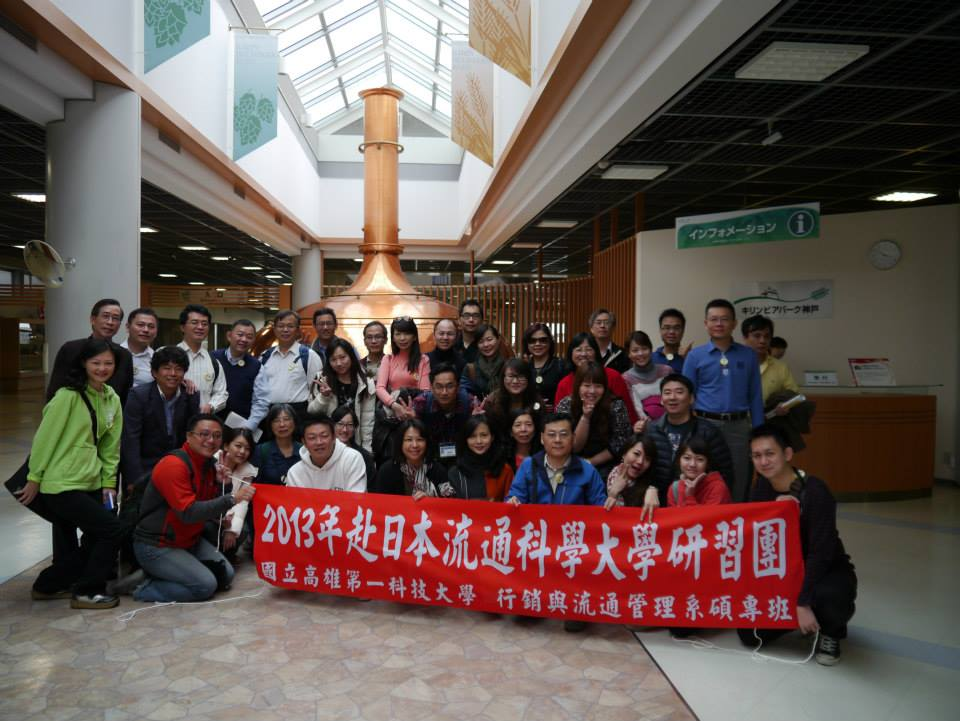 インフォメーション i
キリンビアパーク神戸
2013年赴日本流通科學大學研習團
國立高雄第一科技大學 行銷與流通管理系碩專班